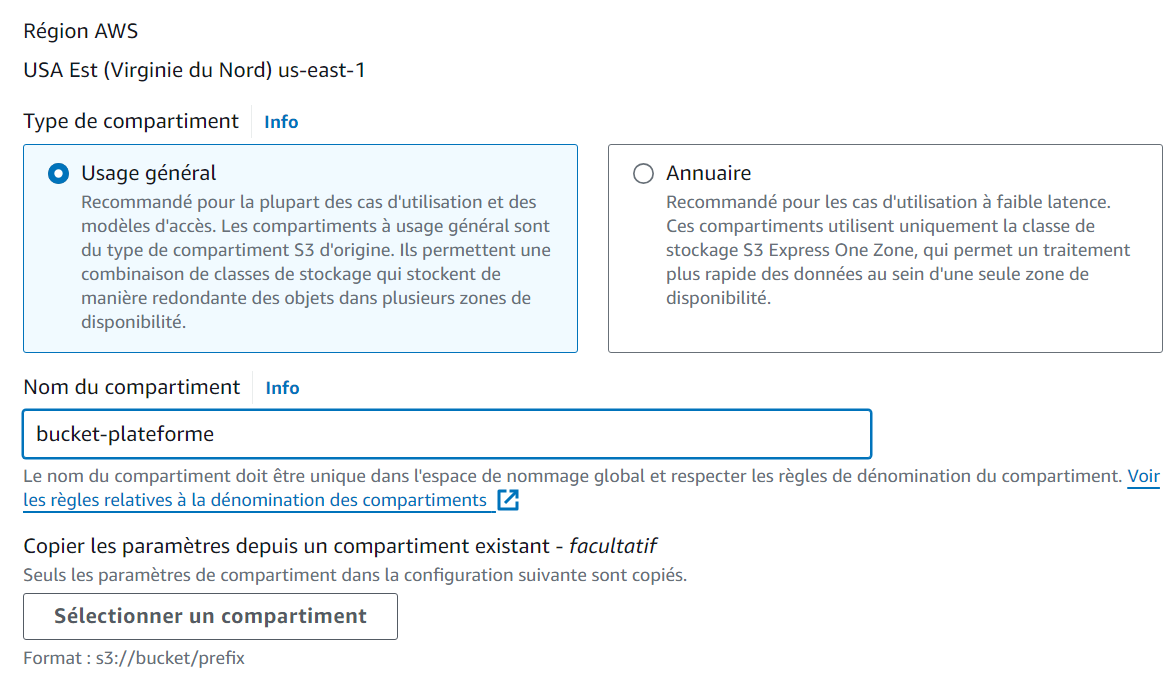 Région AWS
USA Est (Virginie du Nord) us-east-1
Type de compartiment Info
Usage général
Recommandé pour la plupart des cas d'utilisation et des
modèles d'accès. Les compartiments à usage général sont
du type de compartiment S3 d'origine. Ils permettent une
combinaison de classes de stockage qui stockent de
manière redondante des objets dans plusieurs zones de
disponibilité.
Annuaire
Recommandé pour les cas d'utilisation à faible latence.
Ces compartiments utilisent uniquement la classe de
stockage S3 Express One Zone, qui permet un traitement
plus rapide des données au sein d'une seule zone de
disponibilité.
Nom du compartiment Info
bucket-plateforme
Le nom du compartiment doit être unique dans l'espace de nommage global et respecter les règles de dénomination du compartiment. Voir
les règles relatives à la dénomination des compartiments
Copier les paramètres depuis un compartiment existant - facultatif
Seuls les paramètres de compartiment dans la configuration suivante sont copiés.
Sélectionner un compartiment
Format : s3://bucket/prefix